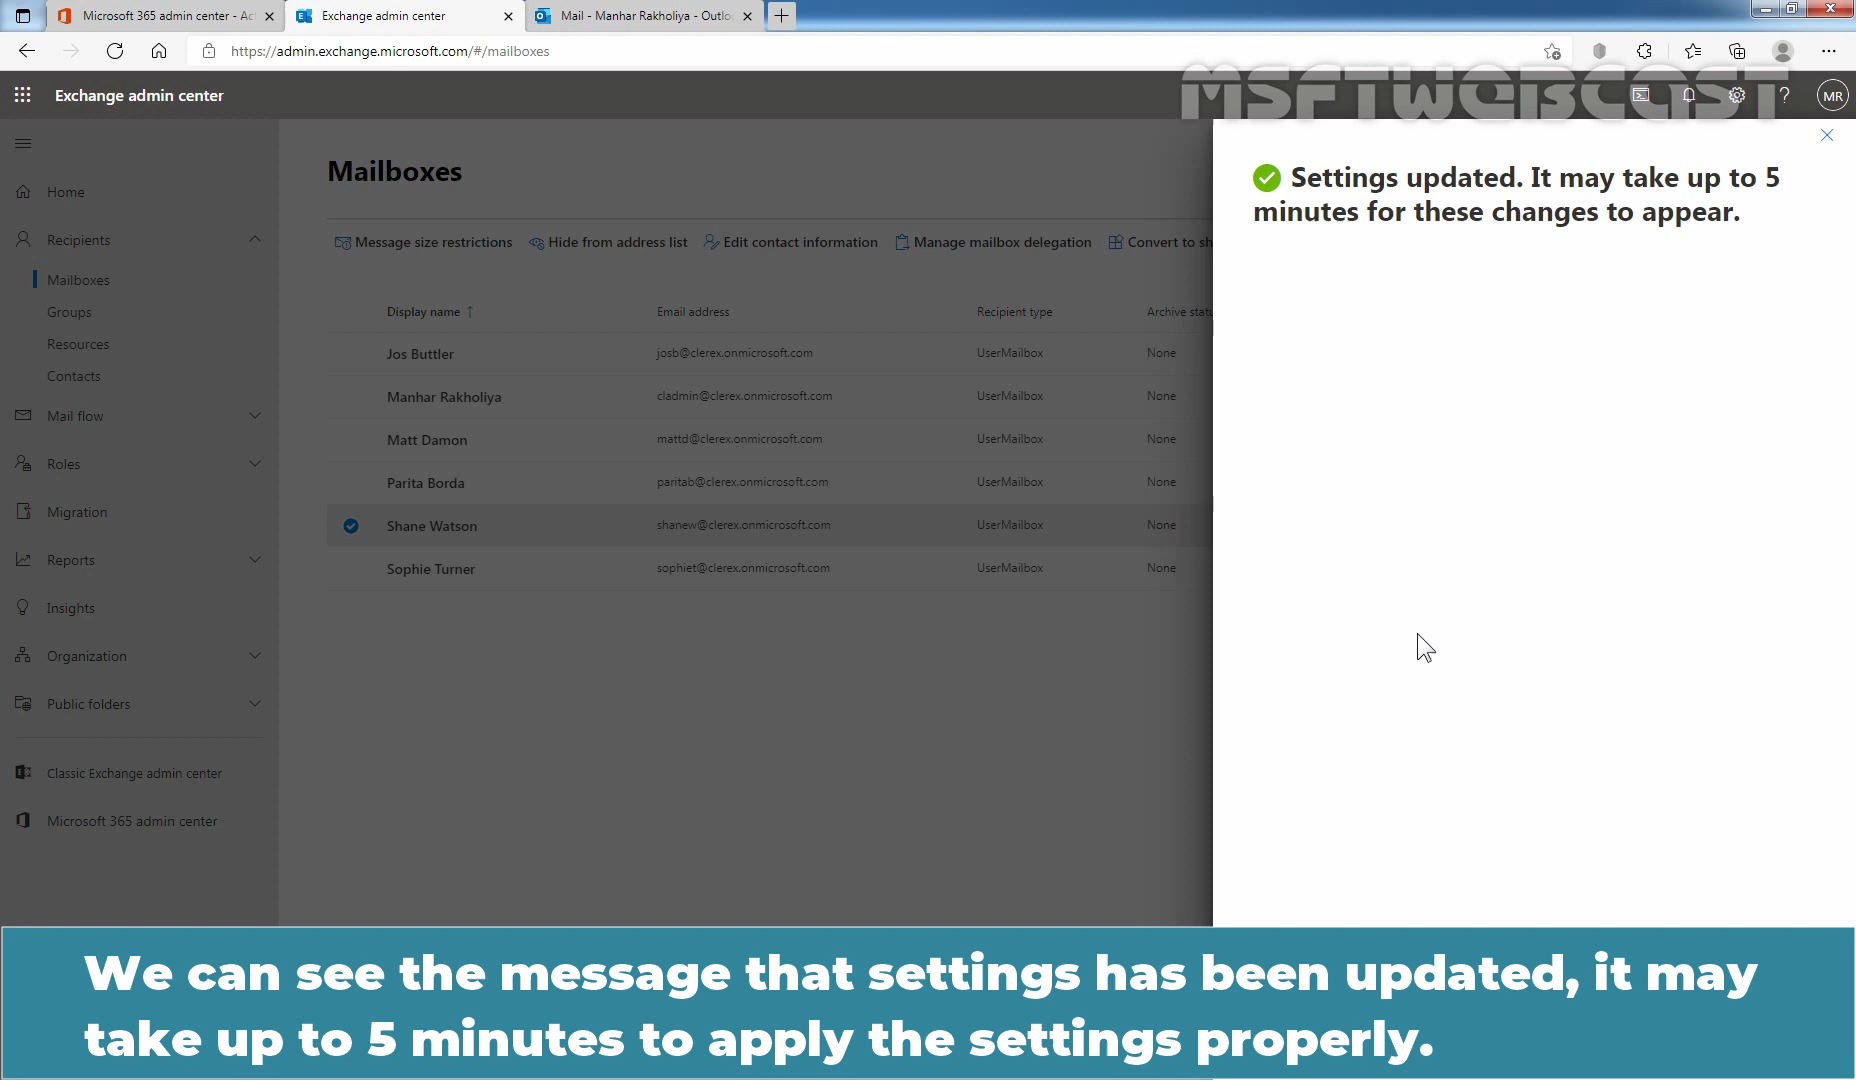 Microsoft 365 admin center - Ac
Exchange admin center
Mail - Manhar Rakholiya - Outlo
https://admin.exchange.microsoft.com/#/mailboxes
MSFTWEBCAST
Exchange admin center
MR
Home
Recipients
Mailboxes
Groups
Resources
Contacts
Mail flow
Roles
Migration
Reports
Insights
Organization
Public folders
Classic Exchange admin center
Microsoft 365 admin center
Mailboxes
Message size restrictions Hide from address list Edit contact information Manage mailbox delegation Convert to sh
Display name ↑ Email address Recipient type Archive statu
Jos Buttler josb@clerex.onmicrosoft.com UserMailbox None
Manhar Rakholiya cladmin@clerex.onmicrosoft.com UserMailbox None
Matt Damon mattd@clerex.onmicrosoft.com UserMailbox None
Parita Borda paritab@clerex.onmicrosoft.com UserMailbox None
Shane Watson shanew@clerex.onmicrosoft.com UserMailbox None
Sophie Turner sophiet@clerex.onmicrosoft.com UserMailbox None
Settings updated. It may take up to 5
minutes for these changes to appear.
We can see the message that settings has been updated, it may
take up to 5 minutes to apply the settings properly.